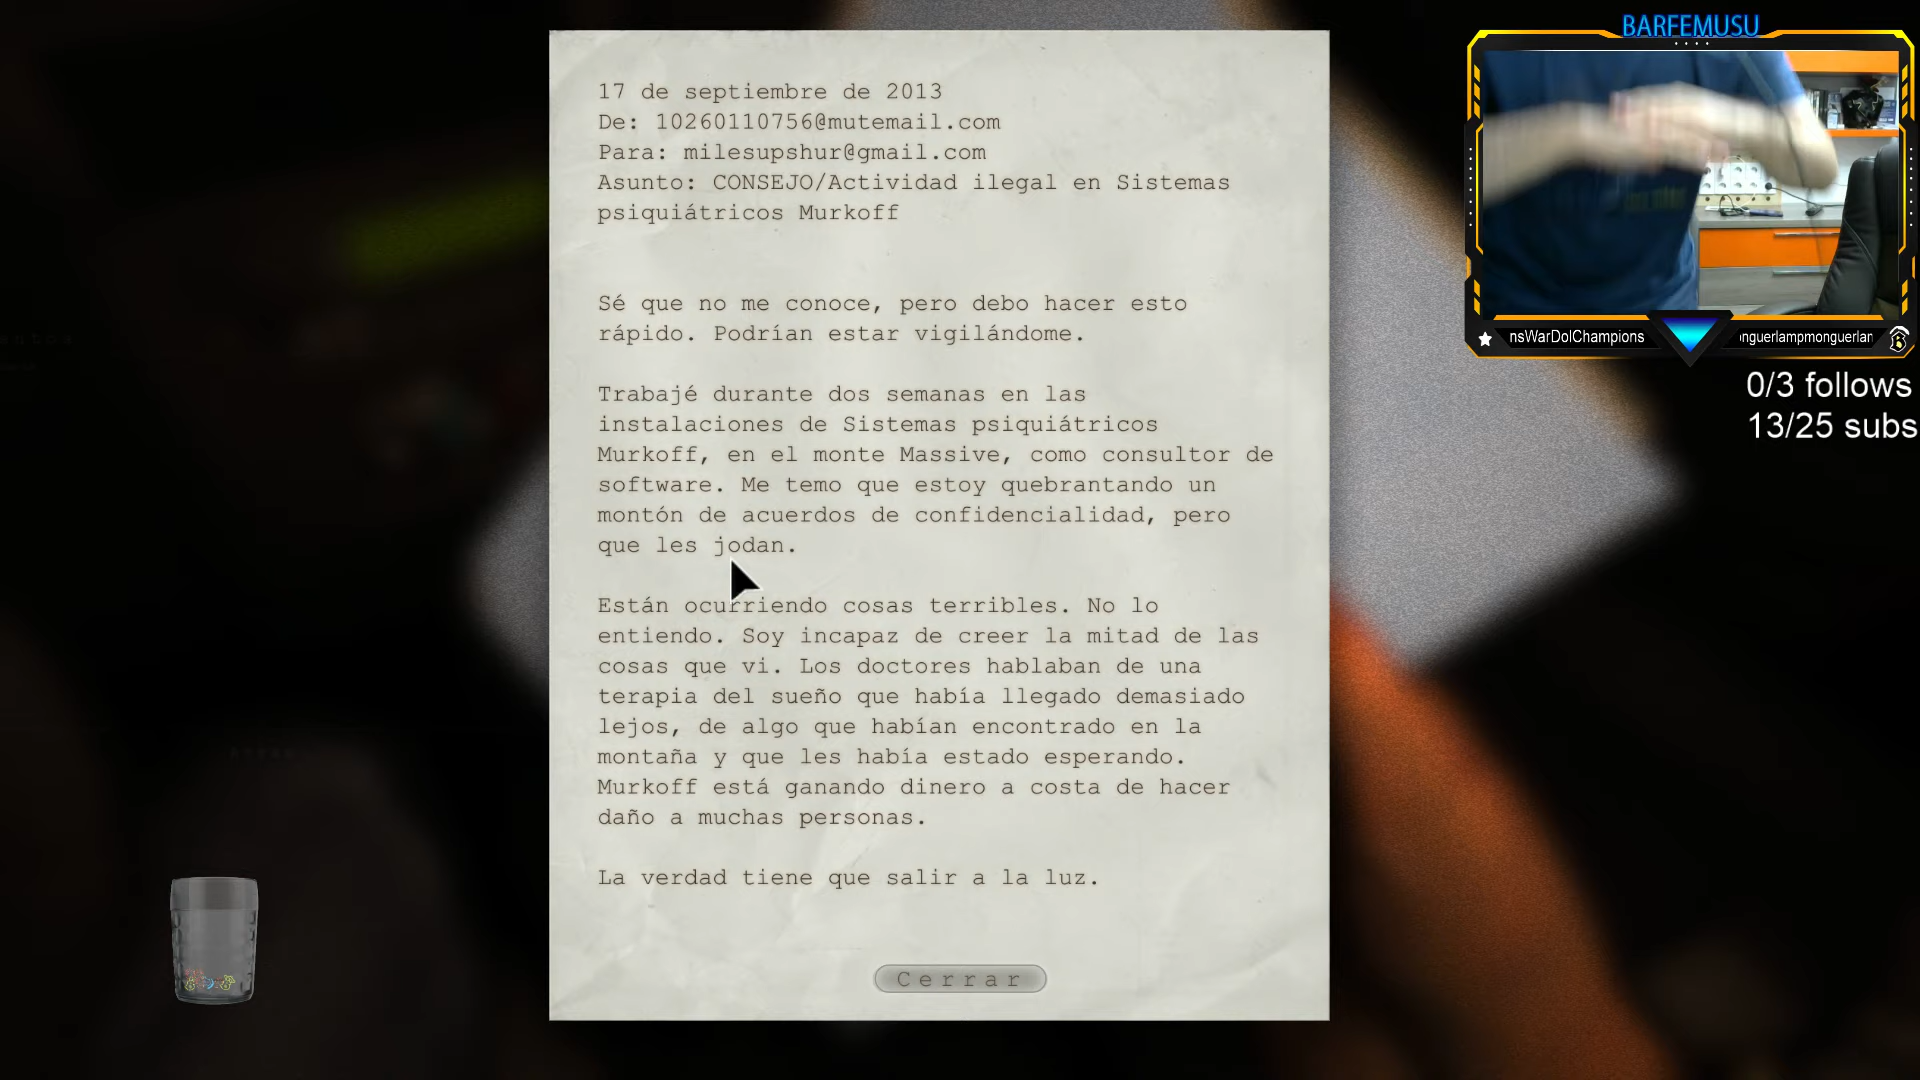 BARFEMUSU
17 de septiembre de 2013
De: 10260110756@mutemail.com
Para: milesupshur@gmail.com
Asunto: CONSEJO/Actividad ilegal en Sistemas
psiquiátricos Murkoff
Sé que no me conoce, pero debo hacer esto
rápido. Podrían estar vigilándome.
Trabajé durante dos semanas en las
instalaciones de Sistemas psiquiátricos
Murkoff, en el monte Massive, como consultor de
software. Me temo que estoy quebrantando un
montón de acuerdos de confidencialidad, pero
que les jodan.
Están ocurriendo cosas terribles. No lo
entiendo. Soy incapaz de creer la mitad de las
cosas que vi. Los doctores hablaban de una
terapia del sueño que había llegado demasiado
lejos, de algo que habían encontrado en la
montaña y que les había estado esperando.
Murkoff está ganando dinero a costa de hacer
daño a muchas personas.
La verdad tiene que salir a la luz.
Cerrar
nsWarDolChampions
nguerlampmonguerlan
0/3 follows
13/25 subs